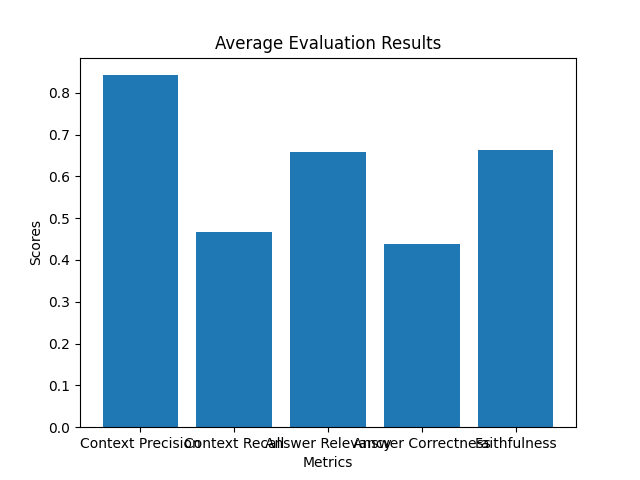 Average Evaluation Results
Scores
0.8
0.7
0.6
0.5
0.4
0.3
0.2
0.1
0.0
Context Precision Context Recall Answer Relevancy Answer Correctness Faithfulness
Metrics